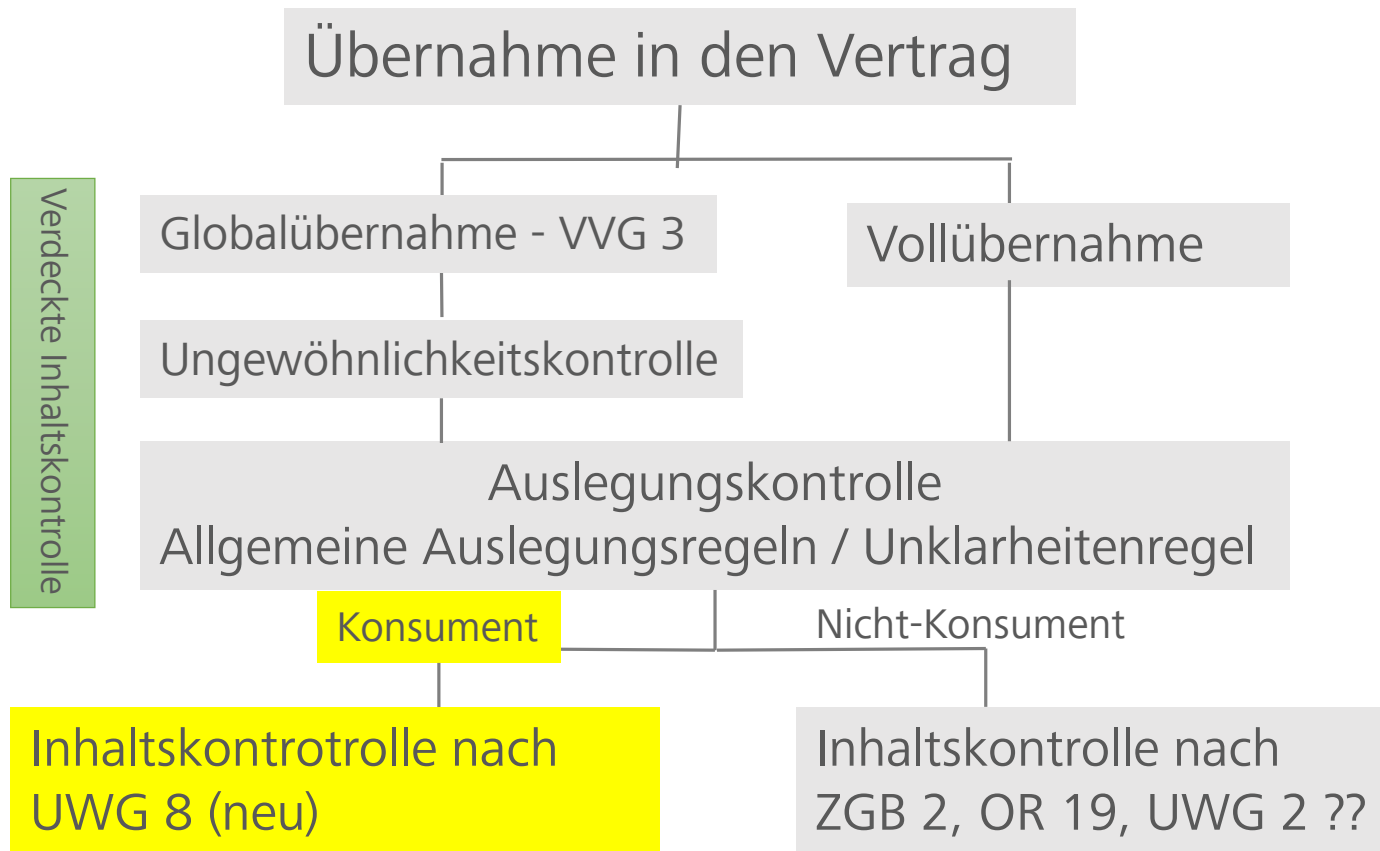 Übernahme in den Vertrag
Verdeckte Inhaltskontrolle
Globalübernahme - VVG 3
Vollübernahme
Ungewöhnlichkeitskontrolle
Auslegungskontrolle
Allgemeine Auslegungsregeln / Unklarheitenregel
Konsument
Nicht-Konsument
Inhaltskontrotrolle nach
UWG 8 (neu)
Inhaltskontrolle nach
ZGB 2, OR 19, UWG 2 ??